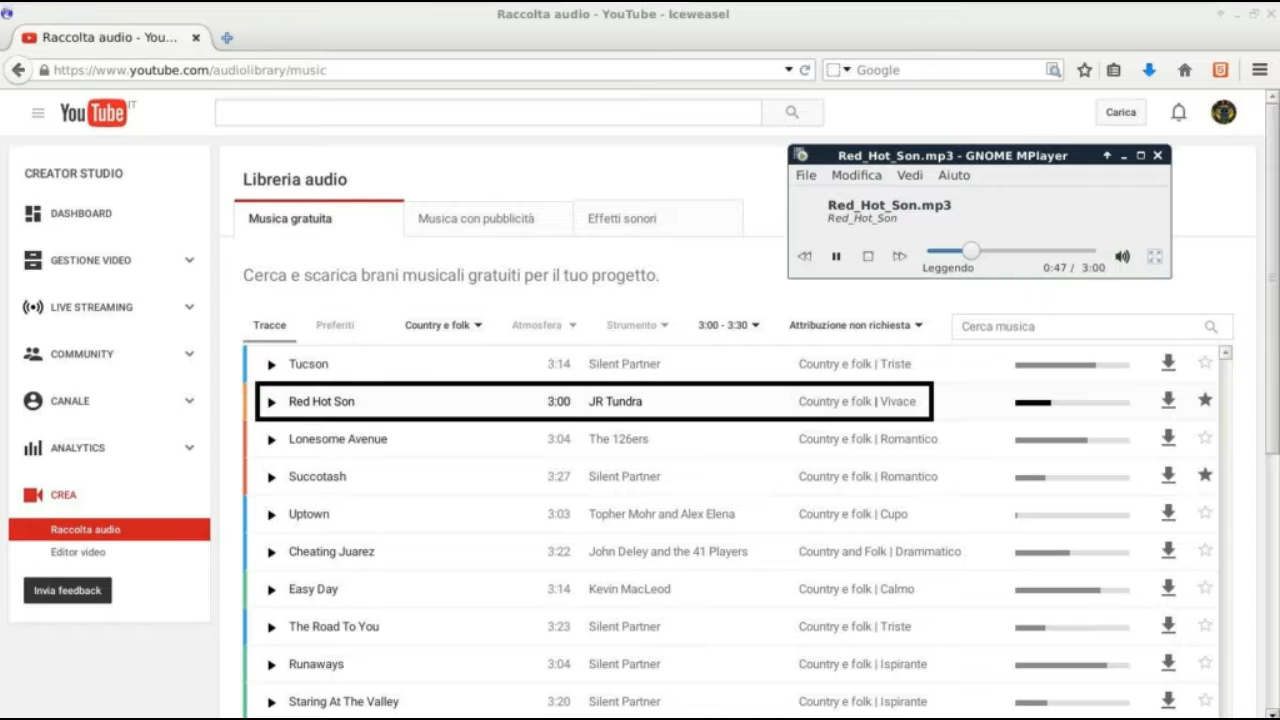 Raccolta audio - YouTube - Iceweasel
Raccolta audio - You...
https://www.youtube.com/audiolibrary/music
Google
YouTube IT
Carica
CREATOR STUDIO
DASHBOARD
GESTIONE VIDEO
LIVE STREAMING
COMMUNITY
CANALE
ANALYTICS
CREA
Raccolta audio
Editor video
Invia feedback
Libreria audio
Musica gratuita Musica con pubblicità Effetti sonori
Red_Hot_Son.mp3 - GNOME MPlayer
File Modifica Vedi Aiuto
Red_Hot_Son.mp3
Red_Hot_Son
Leggendo 0:47 / 3:00
Cerca e scarica brani musicali gratuiti per il tuo progetto.
Tracce Preferiti Country e folk Atmosfera Strumento 3:00 - 3:30 Attribuzione non richiesta Cerca musica
Tucson 3:14 Silent Partner Country e folk | Triste
Red Hot Son 3:00 JR Tundra Country e folk | Vivace
Lonesome Avenue 3:04 The 126ers Country e folk | Romantico
Succotash 3:27 Silent Partner Country e folk | Romantico
Uptown 3:03 Topher Mohr and Alex Elena Country e folk | Cupo
Cheating Juarez 3:22 John Deley and the 41 Players Country and Folk | Drammatico
Easy Day 3:14 Kevin MacLeod Country e folk | Calmo
The Road To You 3:23 Silent Partner Country e folk | Triste
Runaways 3:04 Silent Partner Country e folk | Ispirante
Staring At The Valley 3:20 Silent Partner Country e folk | Ispirante